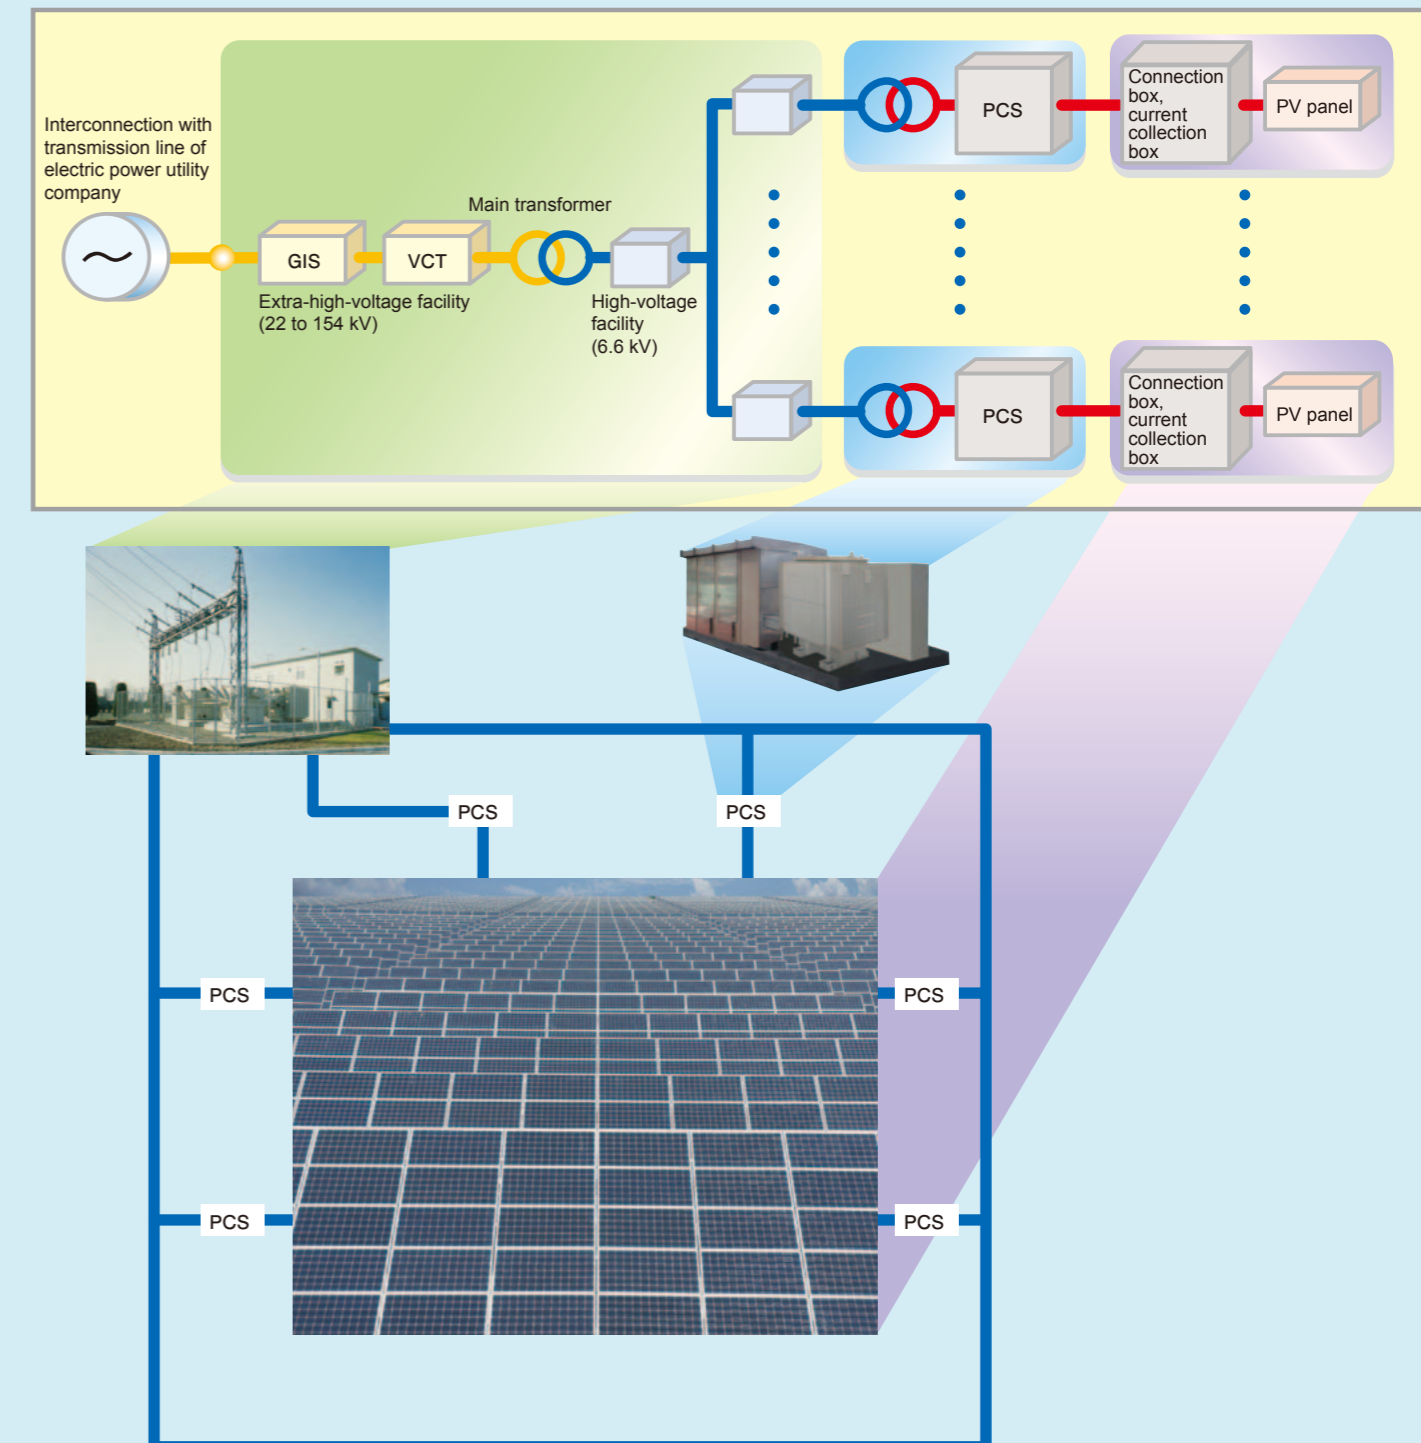 Interconnection with
transmission line of
electric power utility
company
GIS
VCT
Extra-high-voltage facility
(22 to 154 kV)
Main transformer
High-voltage
facility
(6.6 kV)
PCS
Connection
box,
current
collection
box
PV panel
PCS
Connection
box,
current
collection
box
PV panel
PCS
PCS
PCS
PCS
PCS
PCS